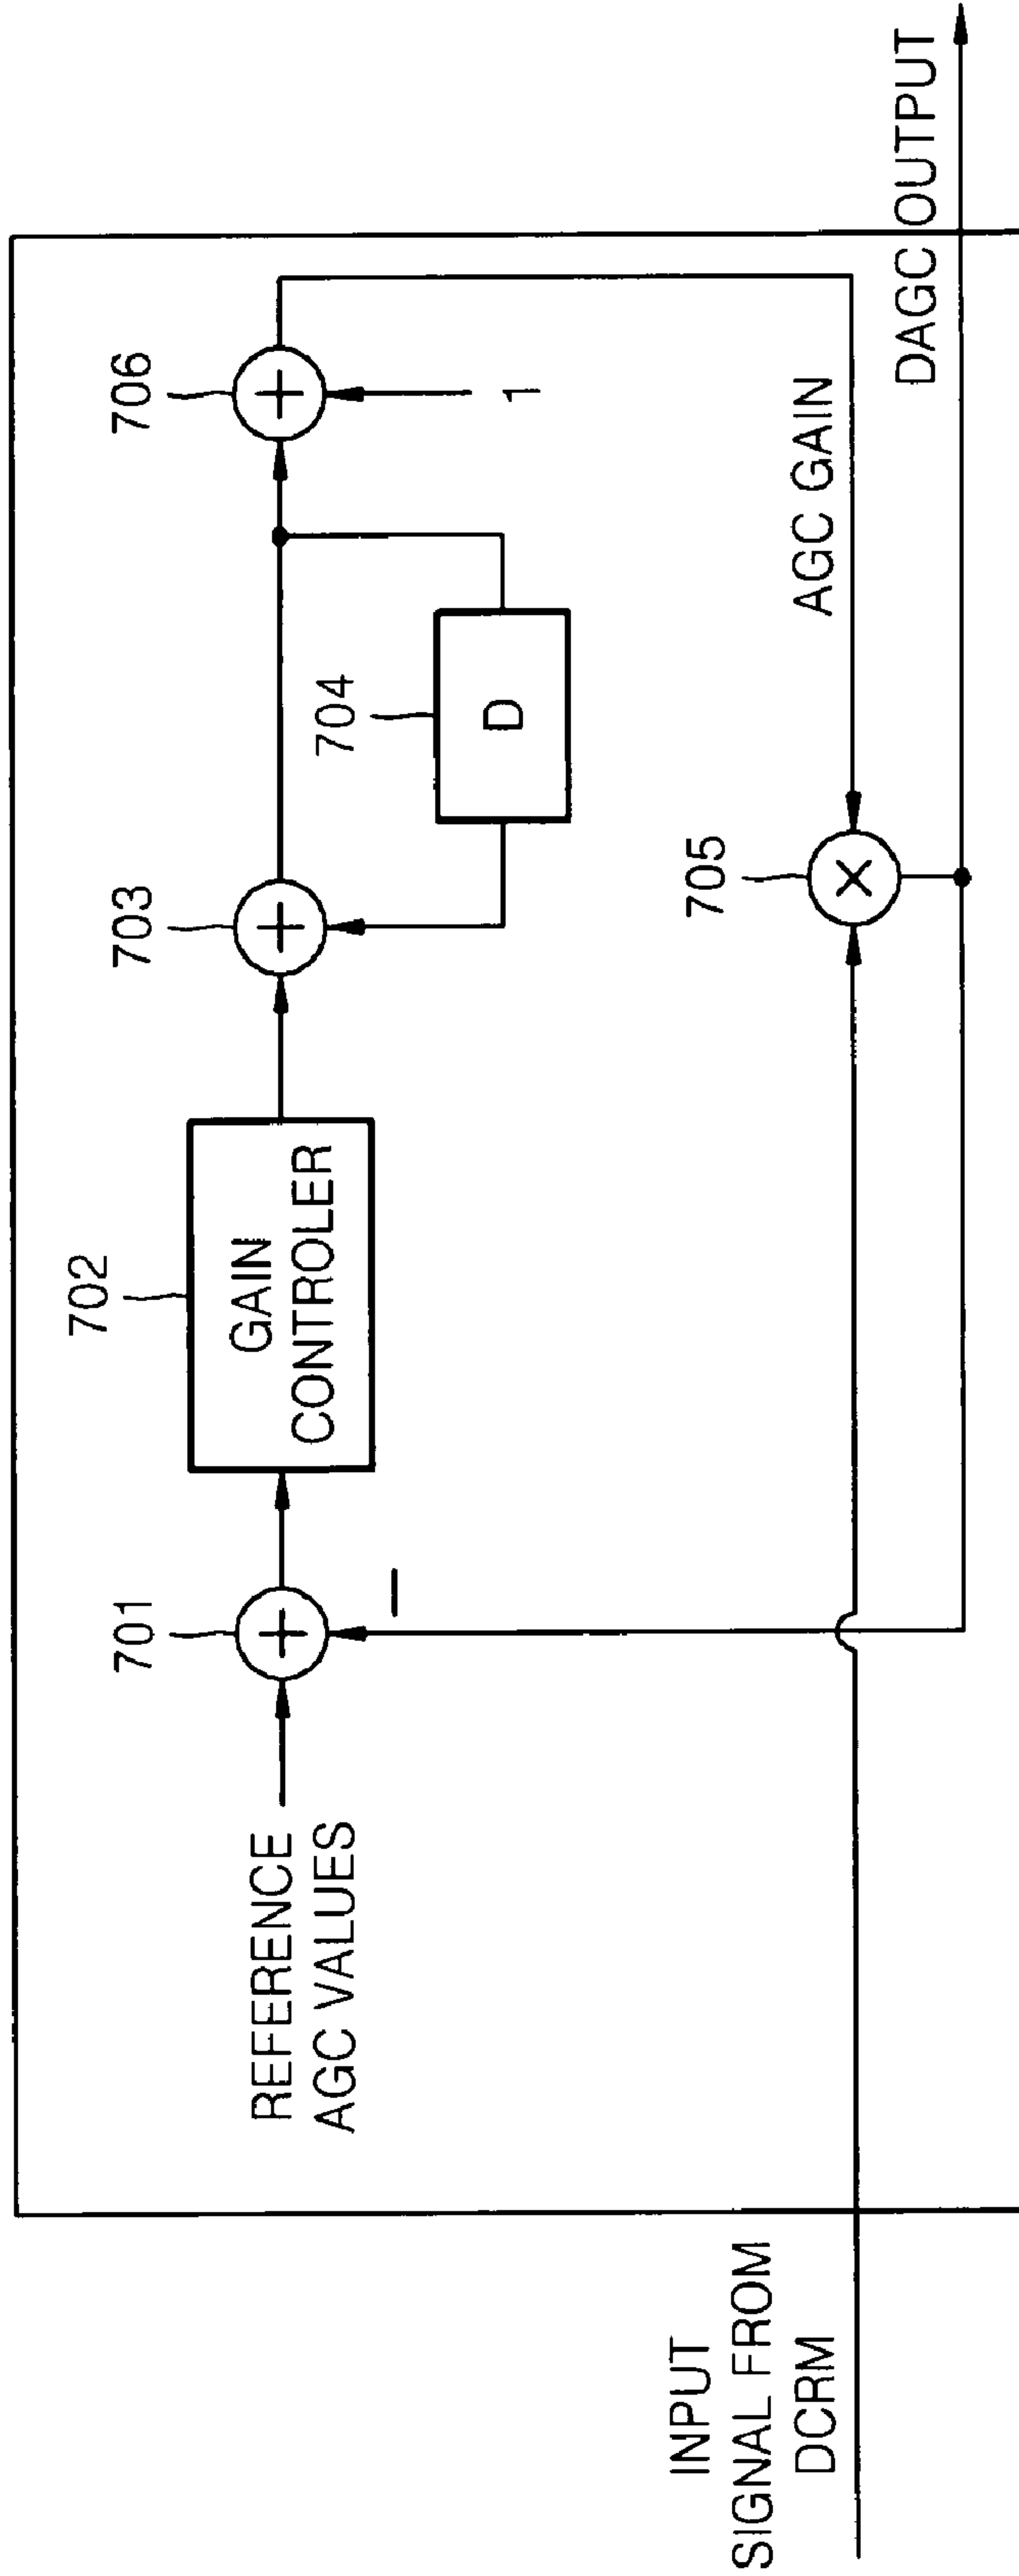 701
702
703
704
705
706
REFERENCE
AGC VALUES
+
−
GAIN
CONTROLER
+
D
+
1
AGC GAIN
×
INPUT
SIGNAL FROM
DCRM
DAGC OUTPUT